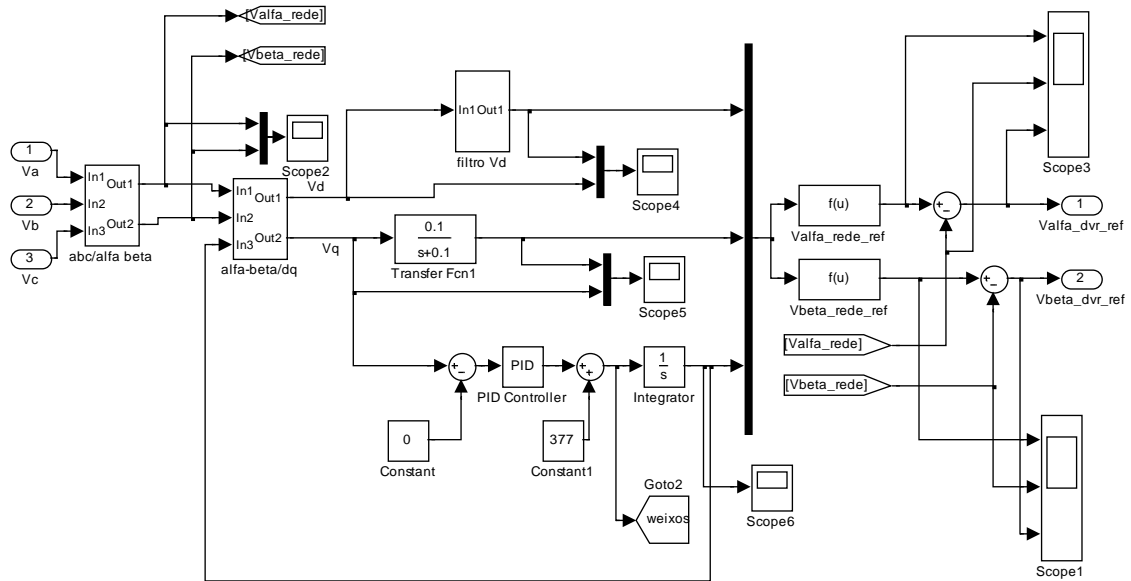 [Valfa_rede]
[Vbeta_rede]
Scope2
1
Va
2
Vb
3
Vc
In1
In2
In3
Out1
Out2
abc/alfa beta
Vd
In1
In2
In3
Out1
Out2
alfa-beta/dq
Vq
In1 Out1
filtro Vd
Scope4
0.1
s+0.1
Transfer Fcn1
Scope5
+
−
PID
PID Controller
+
+
1
s
Integrator
0
Constant
377
Constant1
Goto2
weixos
Scope6
f(u)
Valfa_rede_ref
f(u)
Vbeta_rede_ref
+
−
+
−
[Valfa_rede]
[Vbeta_rede]
Scope3
1
Valfa_dvr_ref
2
Vbeta_dvr_ref
Scope1